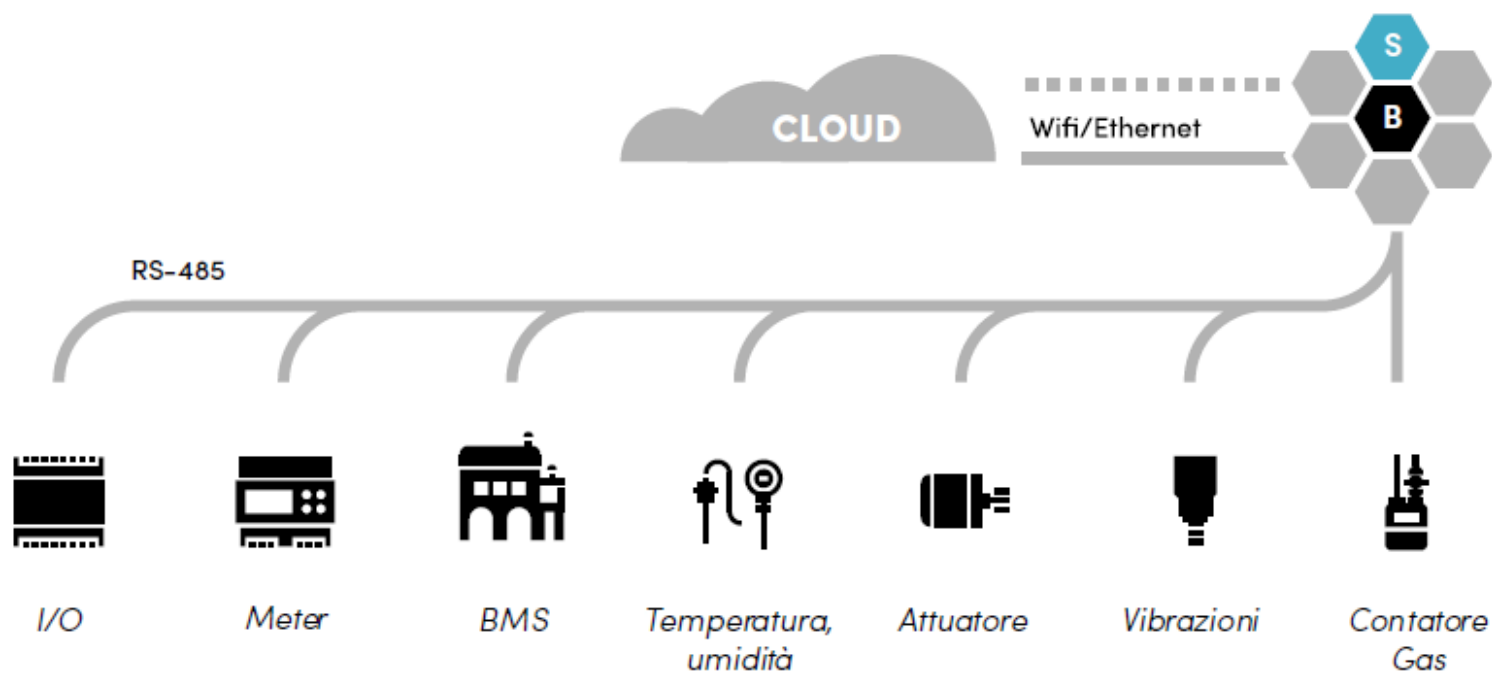 S
CLOUD
B
Wifi/Ethernet
RS-485
I/O
Meter
BMS
Temperatura,
umidità
Attuatore
Vibrazioni
Contatore
Gas